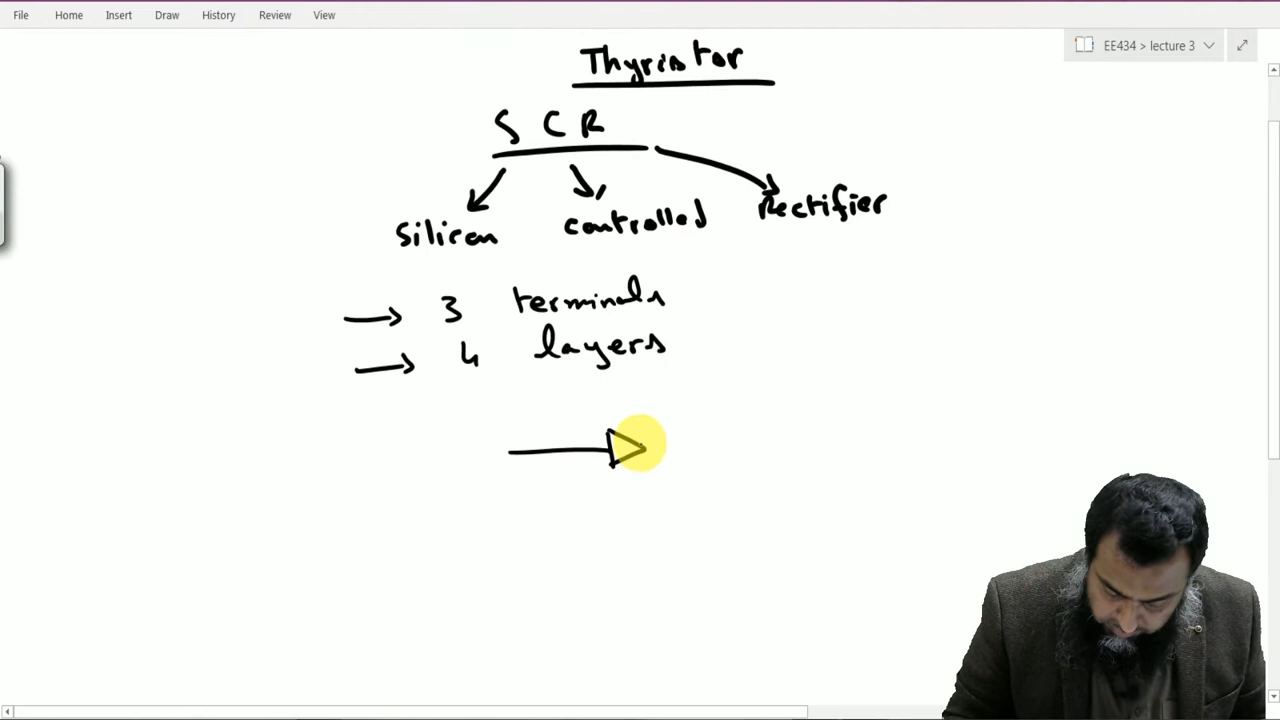 File Home Insert Draw History Review View
EE434 > lecture 3
Thyristor
S C R
Silicon controlled Rectifier
3 terminals
4 layers